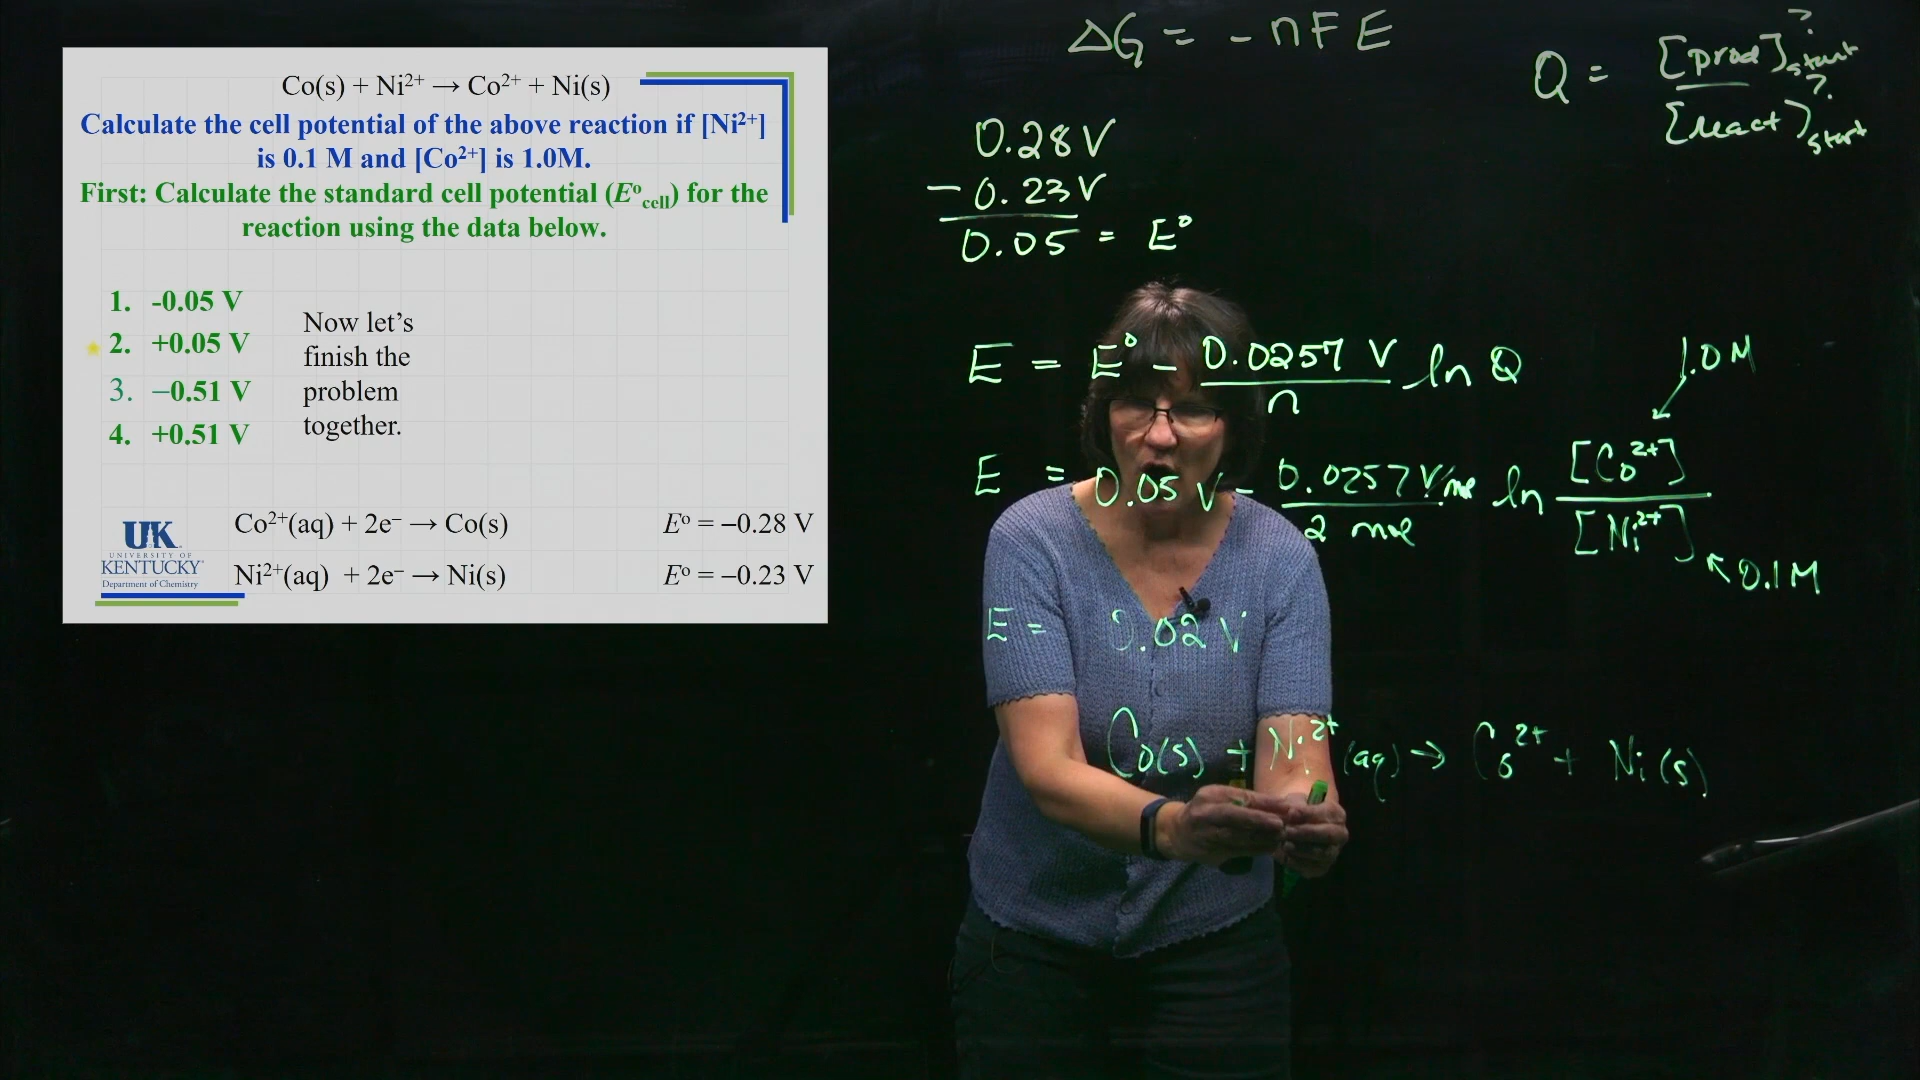 Co(s) + Ni²⁺ → Co²⁺ + Ni(s)
Calculate the cell potential of the above reaction if [Ni²⁺]
is 0.1 M and [Co²⁺] is 1.0M.
First: Calculate the standard cell potential (E°cell) for the
reaction using the data below.
1. -0.05 V
2. +0.05 V
3. −0.51 V
4. +0.51 V
Now let's
finish the
problem
together.
Co²⁺(aq) + 2e⁻ → Co(s) E° = −0.28 V
Ni²⁺(aq) + 2e⁻ → Ni(s) E° = −0.23 V
UK
UNIVERSITY OF
KENTUCKY
Department of Chemistry
ΔG = - nFE
Q = [prod]start? / [react]start?
0.28 V
− 0.23 V
0.05 = E°
E = E° − 0.0257 V / n ln Q
1.0 M
E = 0.05 V − 0.0257 V mol / 2 mol ln [Co²⁺] / [Ni²⁺]
0.1 M
E = 0.02 V
Co(s) + Ni²⁺(aq) → Co²⁺ + Ni(s)